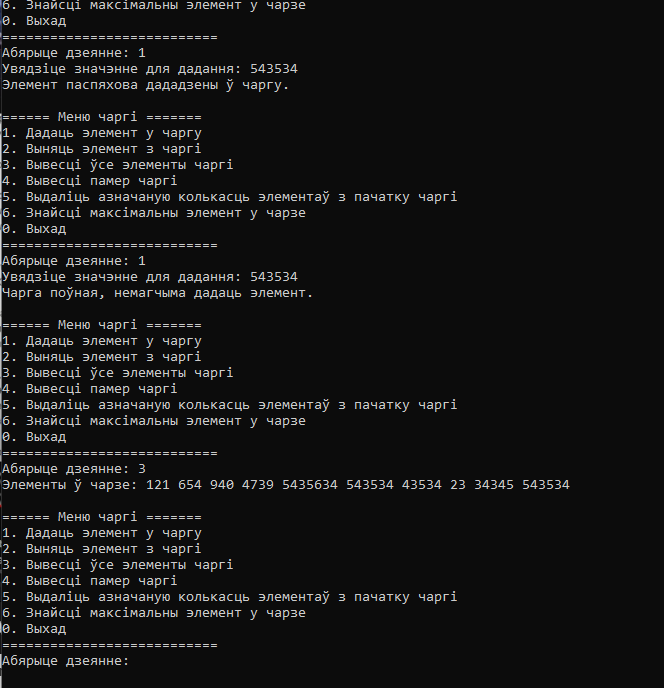 6. Знайсці максімальны элемент у чарзе
0. Выхад
===========================
Абярыце дзеянне: 1
Увядзіце значэнне для дадання: 543534
Элемент паспяхова дададзены ў чаргу.
====== Меню чаргі =======
1. Дадаць элемент у чаргу
2. Выняць элемент з чаргі
3. Вывесці ўсе элементы чаргі
4. Вывесці памер чаргі
5. Выдаліць азначаную колькасць элементаў з пачатку чаргі
6. Знайсці максімальны элемент у чарзе
0. Выхад
===========================
Абярыце дзеянне: 1
Увядзіце значэнне для дадання: 543534
Чарга поўная, немагчыма дадаць элемент.
====== Меню чаргі =======
1. Дадаць элемент у чаргу
2. Выняць элемент з чаргі
3. Вывесці ўсе элементы чаргі
4. Вывесці памер чаргі
5. Выдаліць азначаную колькасць элементаў з пачатку чаргі
6. Знайсці максімальны элемент у чарзе
0. Выхад
===========================
Абярыце дзеянне: 3
Элементы ў чарзе: 121 654 940 4739 5435634 543534 43534 23 34345 543534
====== Меню чаргі =======
1. Дадаць элемент у чаргу
2. Выняць элемент з чаргі
3. Вывесці ўсе элементы чаргі
4. Вывесці памер чаргі
5. Выдаліць азначаную колькасць элементаў з пачатку чаргі
6. Знайсці максімальны элемент у чарзе
0. Выхад
===========================
Абярыце дзеянне: